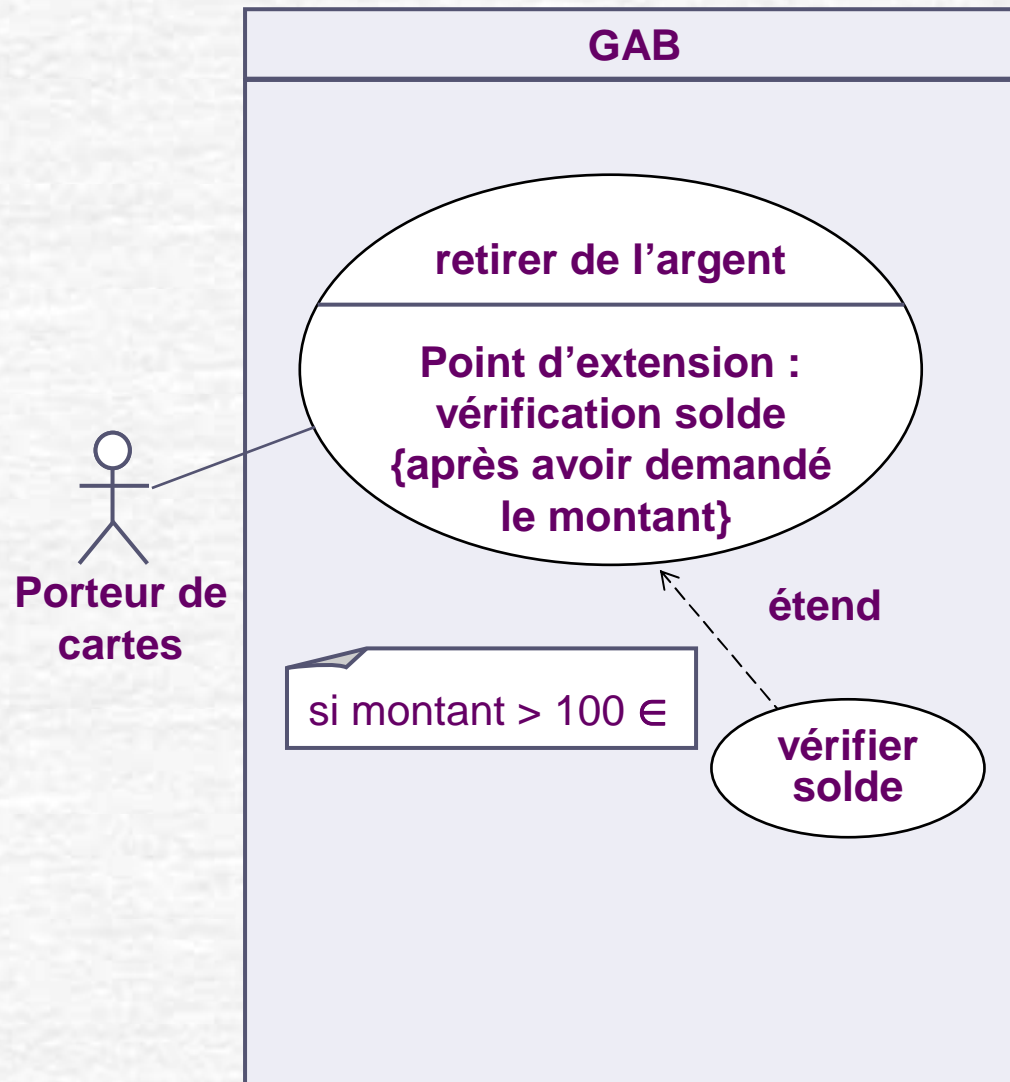 GAB
retirer de l’argent
Point d’extension :
vérification solde
{après avoir demandé
le montant}
Porteur de
cartes
étend
si montant > 100 ∈
vérifier
solde